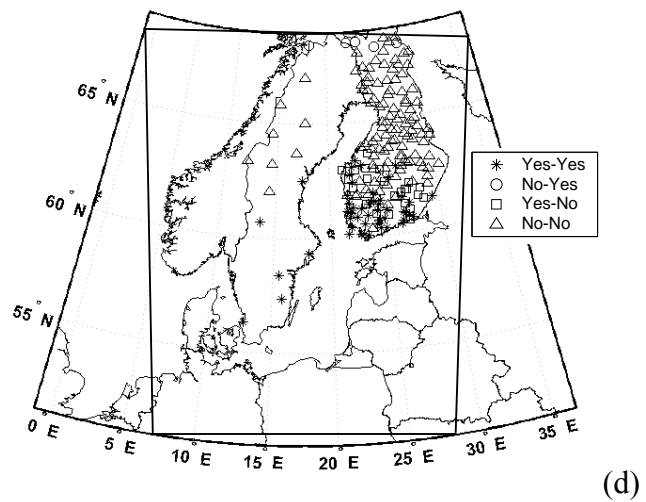 65 N
60 N
55 N
Yes-Yes
No-Yes
Yes-No
No-No
0 E
5 E
10 E
15 E
20 E
25 E
30 E
35 E
(d)